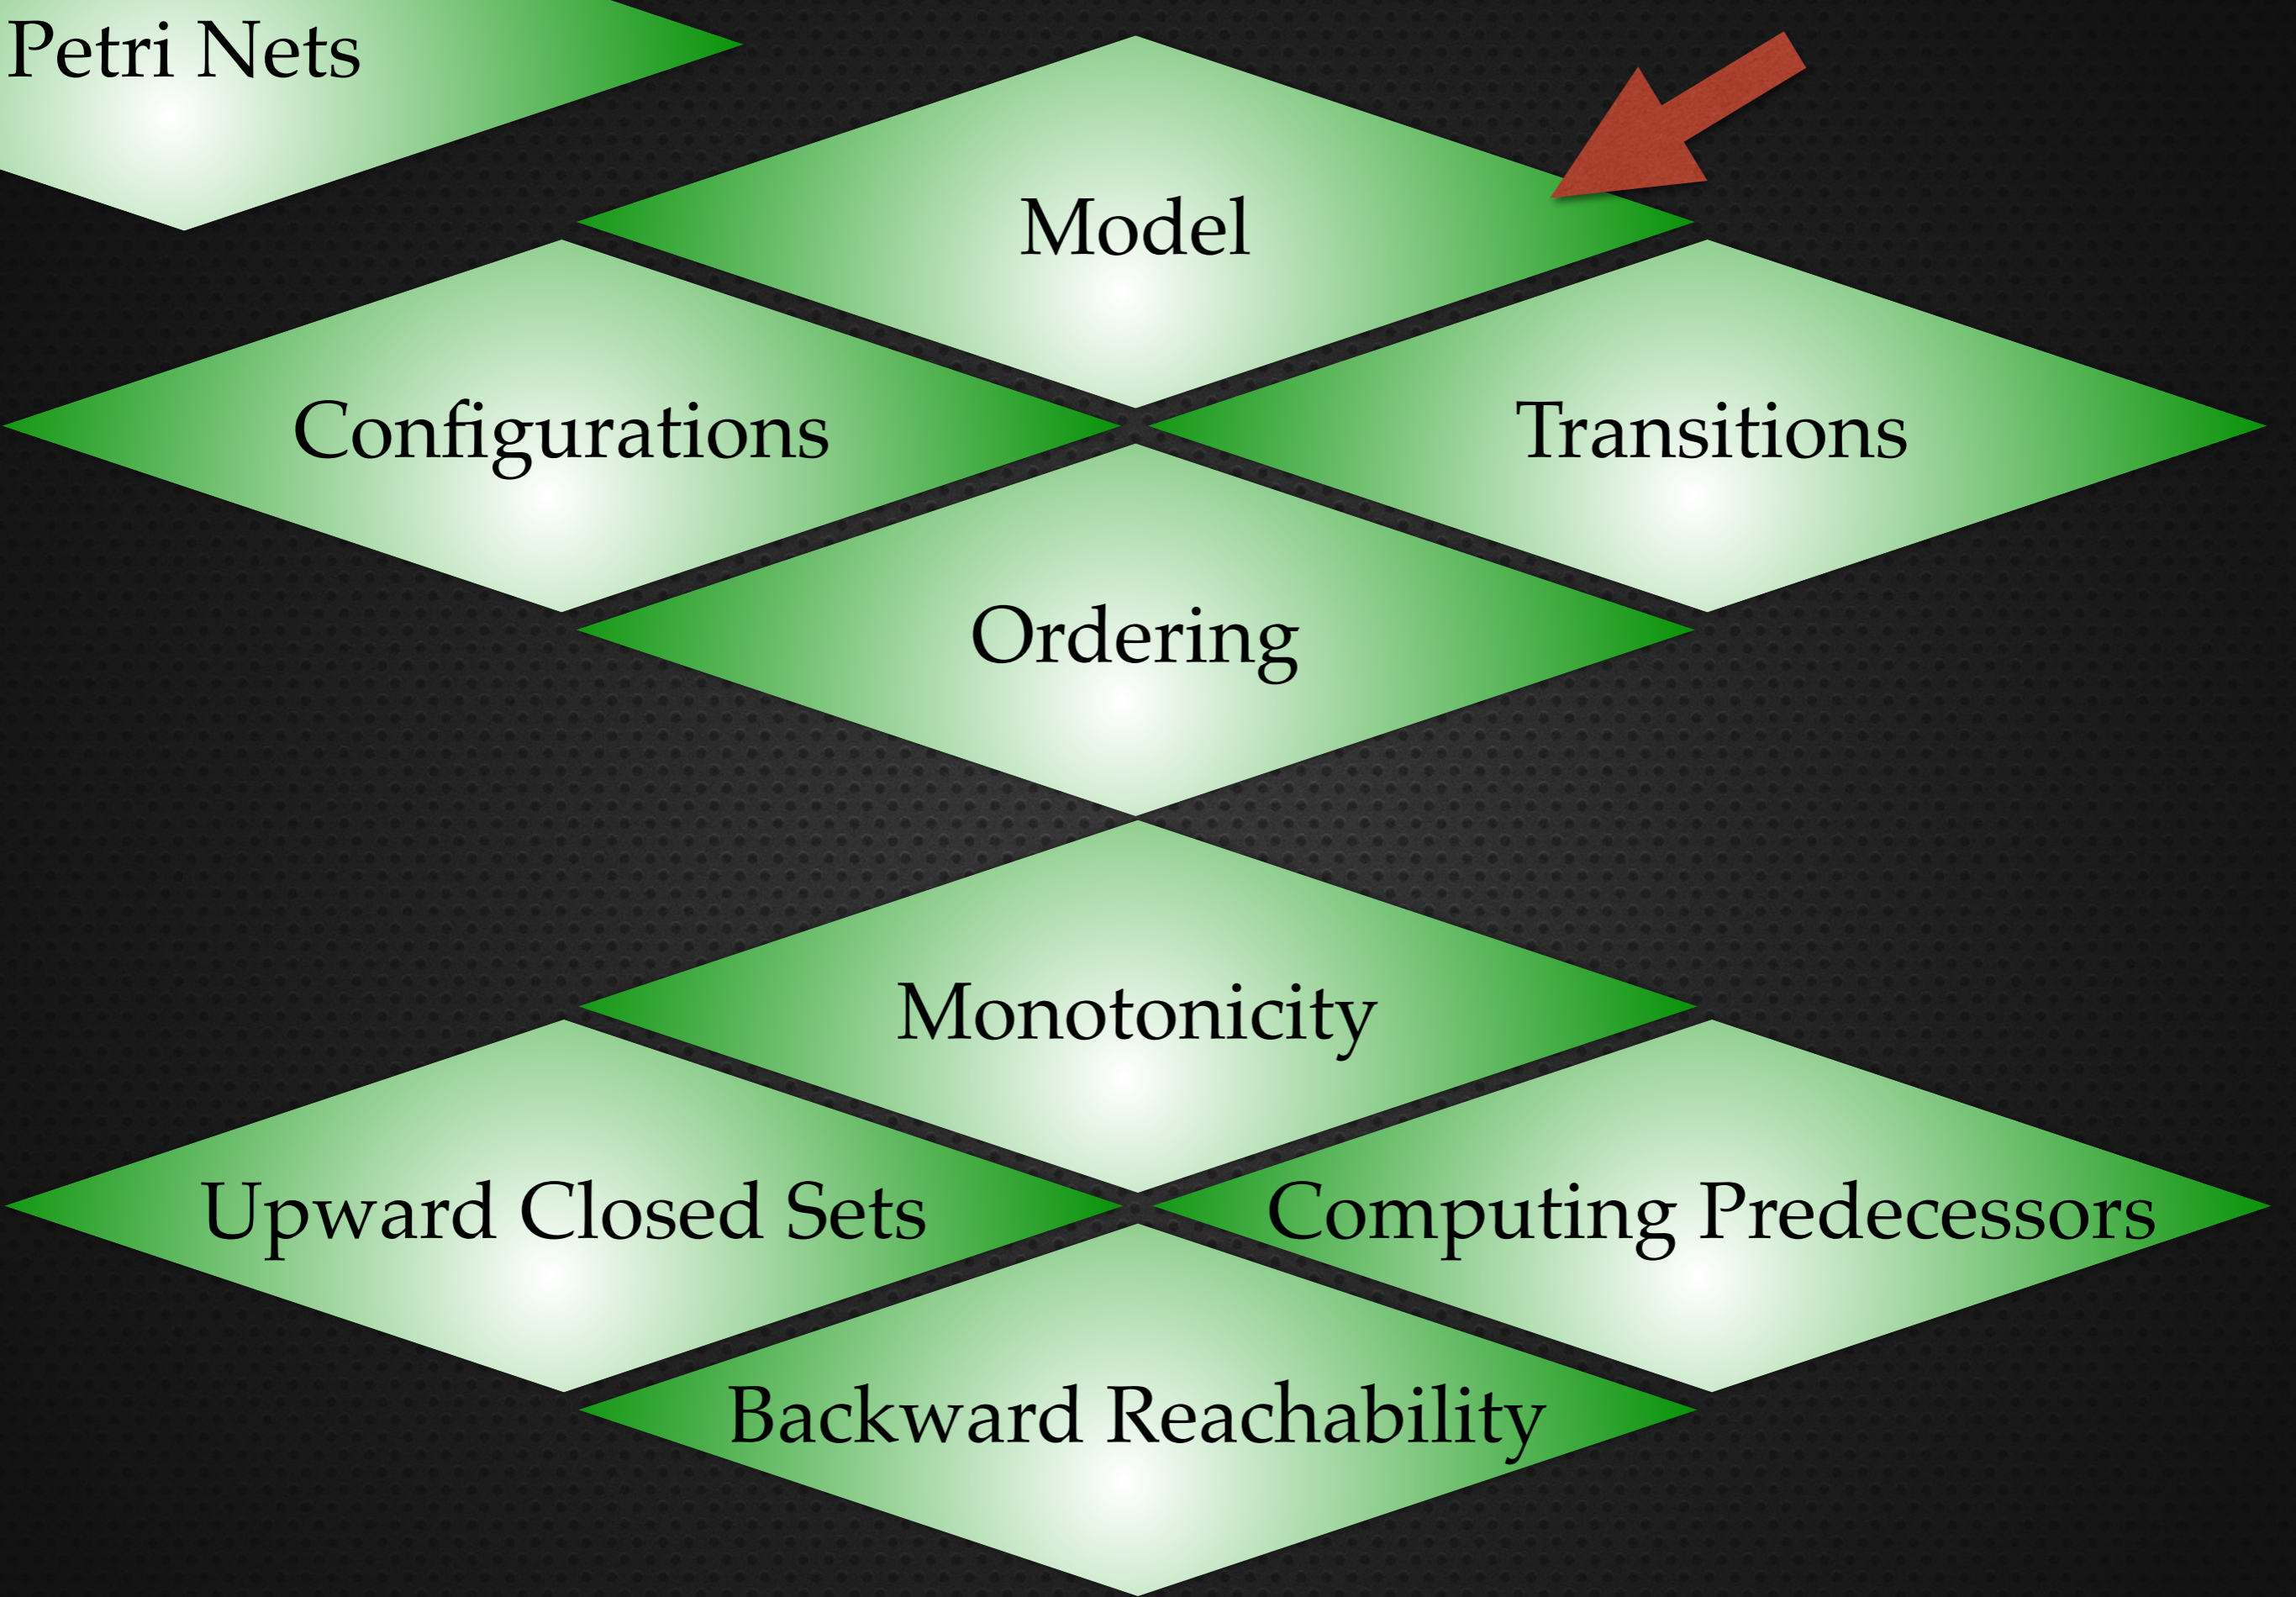 Petri Nets
Model
Configurations
Transitions
Ordering
Monotonicity
Upward Closed Sets
Computing Predecessors
Backward Reachability